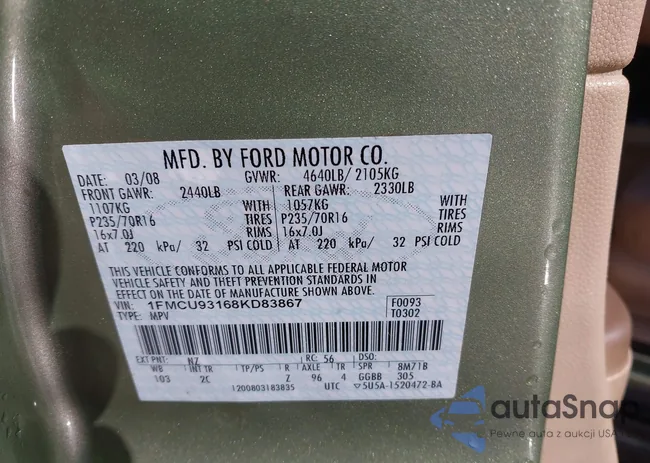 MFD. BY FORD MOTOR CO.
DATE: 03/08 GVWR: 4640LB/ 2105KG
FRONT GAWR: 2440LB REAR GAWR: 2330LB
1107KG WITH 1057KG WITH
P235/70R16 TIRES P235/70R16 TIRES
16x7.0J RIMS 16x7.0J RIMS
AT 220 kPa/ 32 PSI COLD AT 220 kPa/ 32 PSI COLD
THIS VEHICLE CONFORMS TO ALL APPLICABLE FEDERAL MOTOR
VEHICLE SAFETY AND THEFT PREVENTION STANDARDS IN
EFFECT ON THE DATE OF MANUFACTURE SHOWN ABOVE.
VIN: 1FMCU93168KD83867 F0093
TYPE: MPV T0302
EXT PNT: NZ RC: 56 DSO:
WB INT TR TP/PS R AXLE TR SPR 8M71B
103 2C Z 96 4 GGBB 305
1200803183835 UTC 5U5A-1520472-BA
autaSnap
Pewne auta z aukcji USA